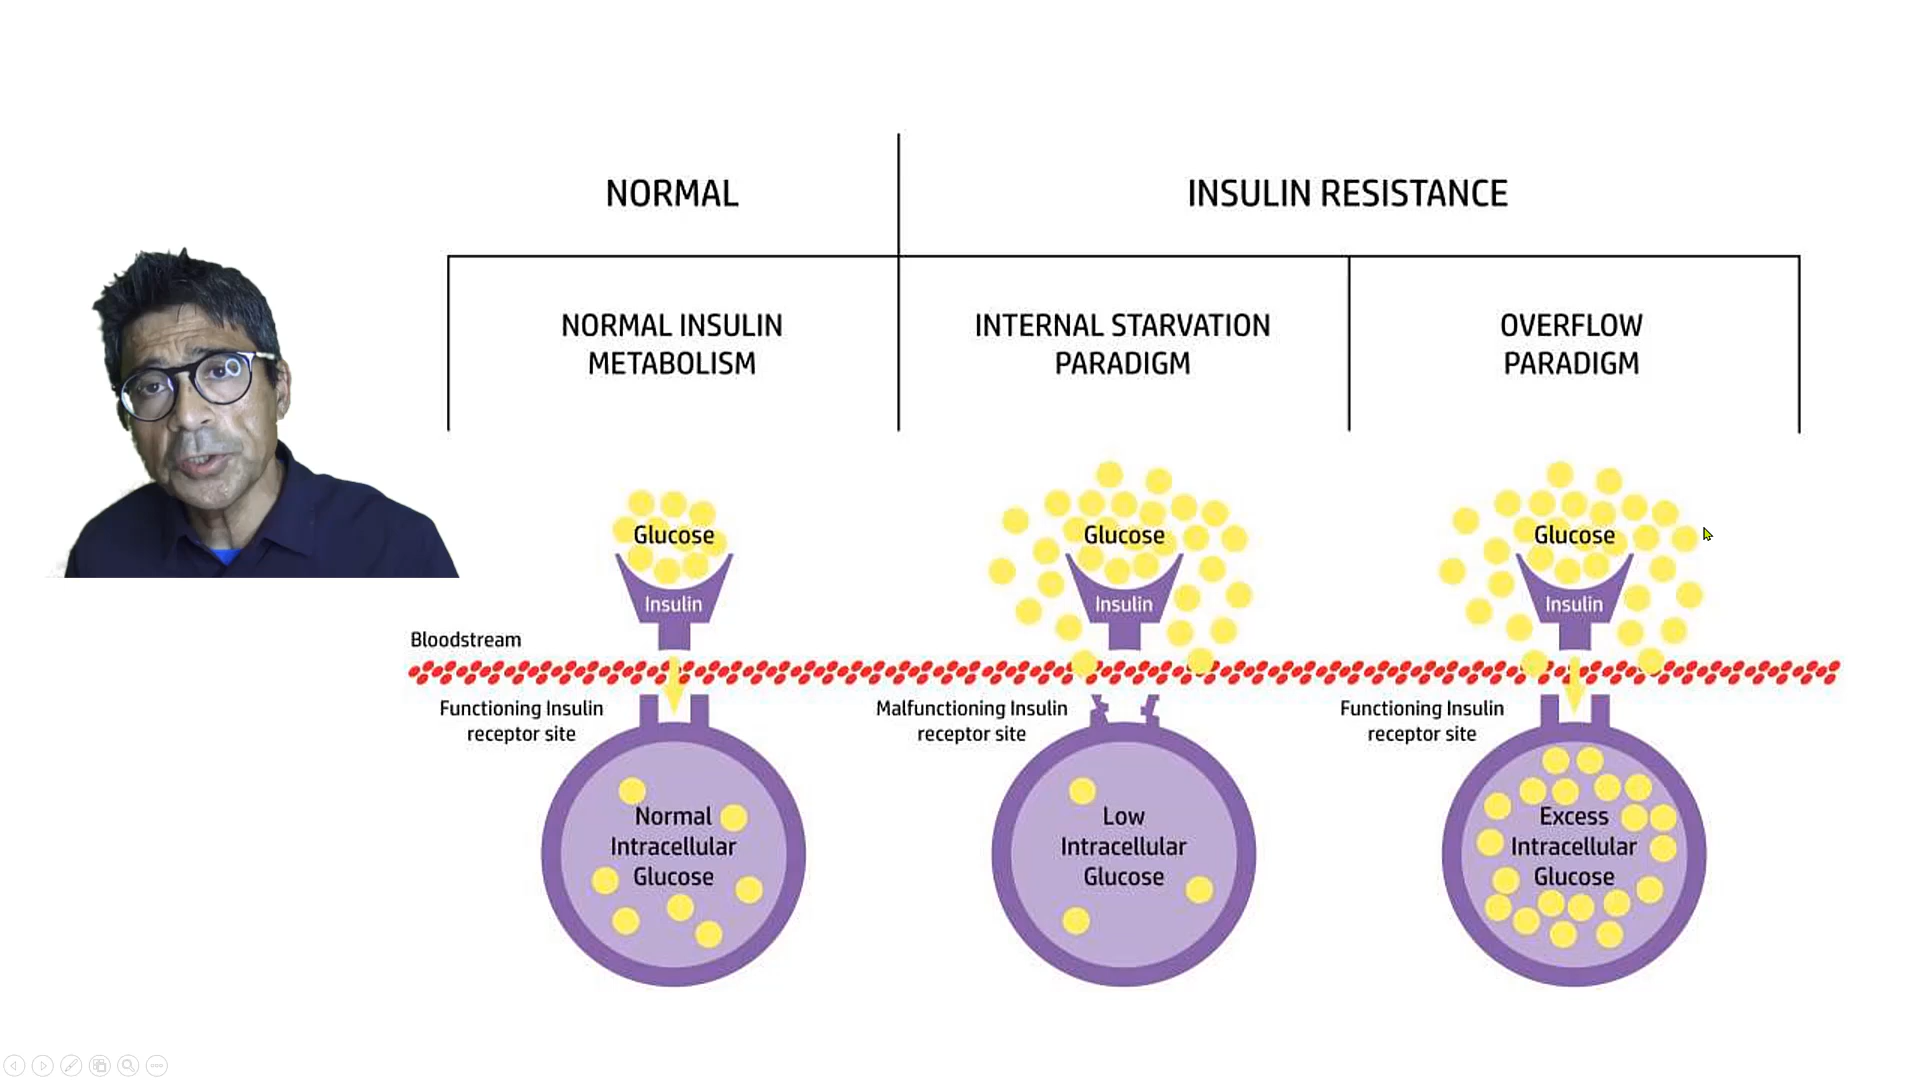 NORMAL
INSULIN RESISTANCE
NORMAL INSULIN
METABOLISM
INTERNAL STARVATION
PARADIGM
OVERFLOW
PARADIGM
Glucose
Insulin
Glucose
Insulin
Glucose
Insulin
Bloodstream
Functioning Insulin
receptor site
Malfunctioning Insulin
receptor site
Functioning Insulin
receptor site
Normal
Intracellular
Glucose
Low
Intracellular
Glucose
Excess
Intracellular
Glucose